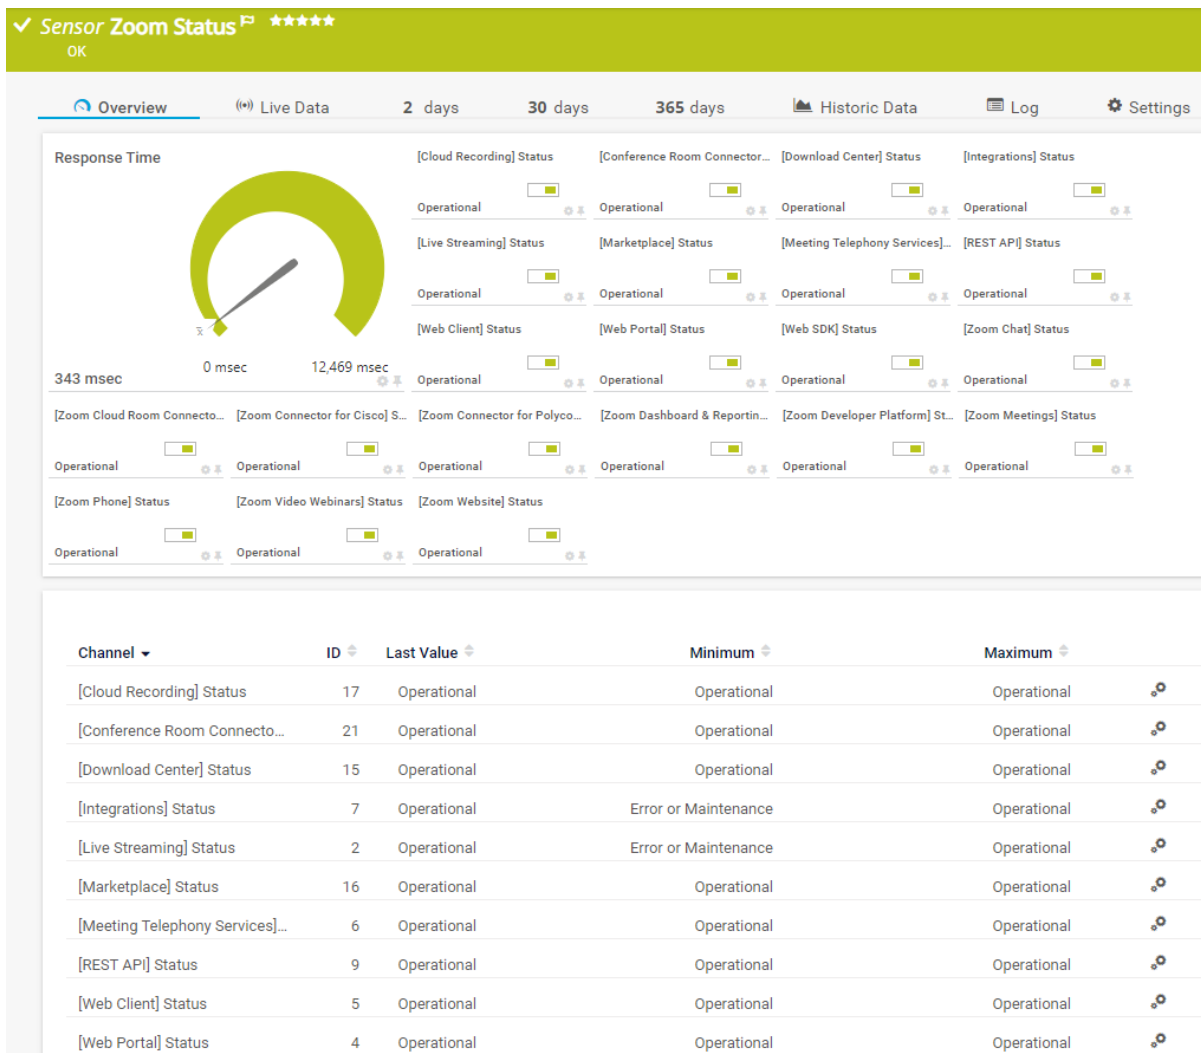 Sensor Zoom Status
OK
Overview Live Data 2 days 30 days 365 days Historic Data Log Settings
Response Time
343 msec
0 msec 12,469 msec
x̄
[Cloud Recording] Status [Conference Room Connector... [Download Center] Status [Integrations] Status
Operational Operational Operational Operational
[Live Streaming] Status [Marketplace] Status [Meeting Telephony Services]... [REST API] Status
Operational Operational Operational Operational
[Web Client] Status [Web Portal] Status [Web SDK] Status [Zoom Chat] Status
Operational Operational Operational Operational
[Zoom Cloud Room Connecto... [Zoom Connector for Cisco] S... [Zoom Connector for Polyco... [Zoom Dashboard & Reportin... [Zoom Developer Platform] St... [Zoom Meetings] Status
Operational Operational Operational Operational Operational Operational
[Zoom Phone] Status [Zoom Video Webinars] Status [Zoom Website] Status
Operational Operational Operational
Channel ID Last Value Minimum Maximum
[Cloud Recording] Status 17 Operational Operational Operational
[Conference Room Connecto... 21 Operational Operational Operational
[Download Center] Status 15 Operational Operational Operational
[Integrations] Status 7 Operational Error or Maintenance Operational
[Live Streaming] Status 2 Operational Error or Maintenance Operational
[Marketplace] Status 16 Operational Operational Operational
[Meeting Telephony Services]... 6 Operational Operational Operational
[REST API] Status 9 Operational Operational Operational
[Web Client] Status 5 Operational Operational Operational
[Web Portal] Status 4 Operational Operational Operational